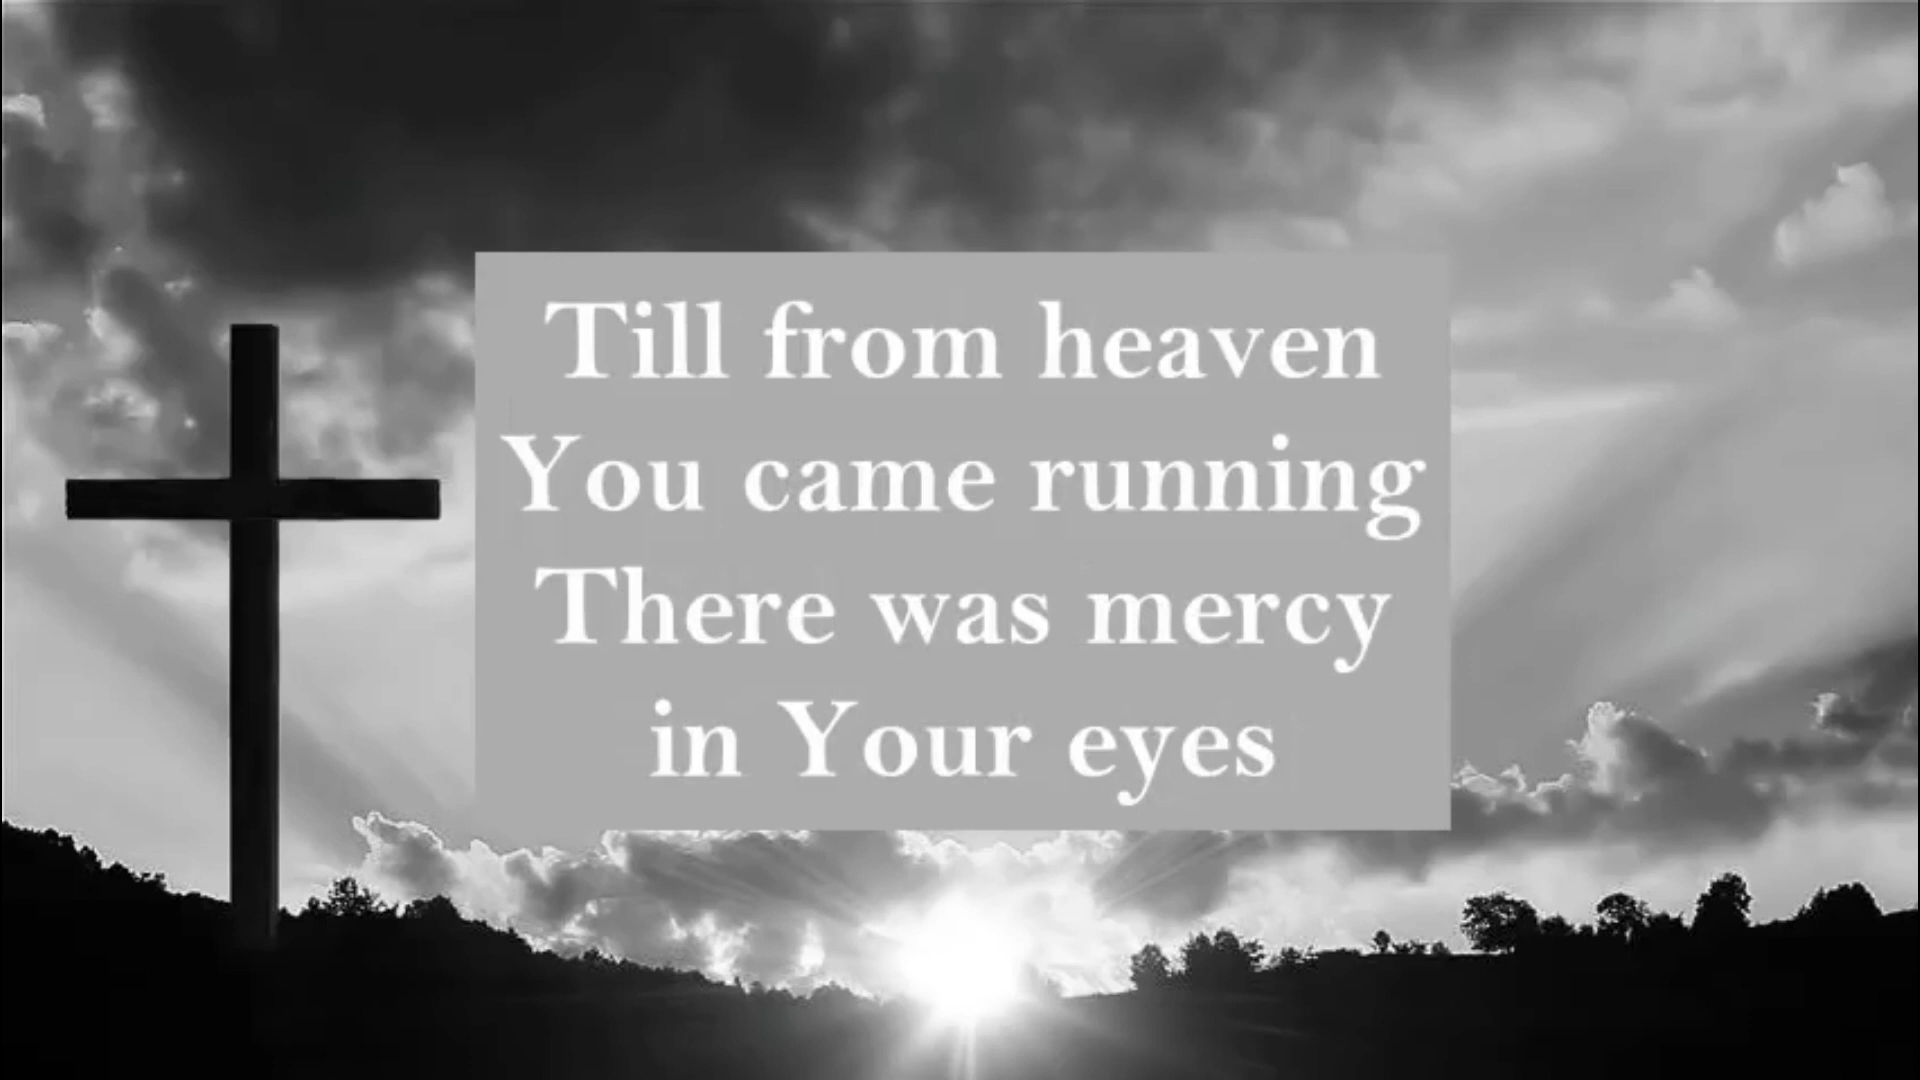 Till from heaven
You came running
There was mercy
in Your eyes